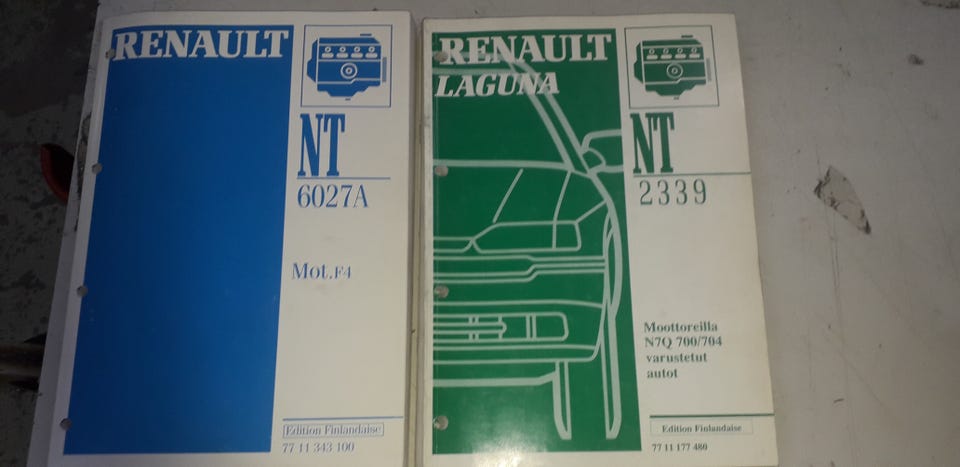 RENAULT
NT
6027A
Mot.F4
Edition Finlandaise
77 11 343 100
RENAULT
LAGUNA
NT
2339
Moottoreilla
N7Q 700/704
varustetut
autot
Edition Finlandaise
77 11 177 480